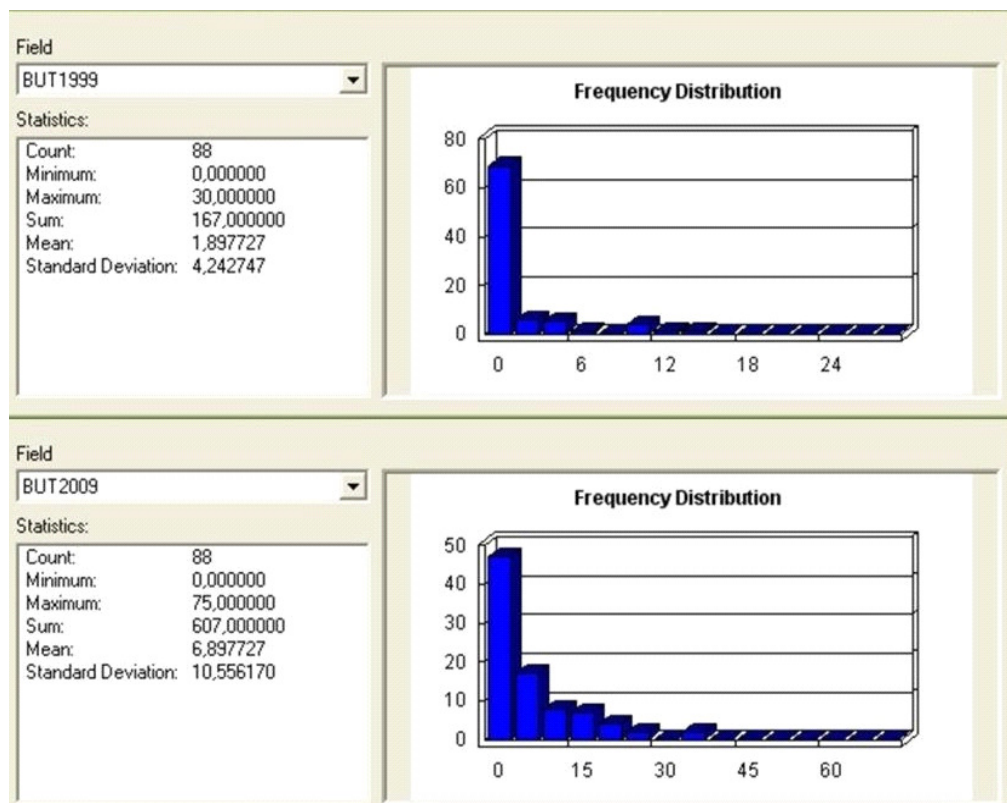 Field
BUT1999
Statistics:
Count: 88
Minimum: 0,000000
Maximum: 30,000000
Sum: 167,000000
Mean: 1,897727
Standard Deviation: 4,242747
Frequency Distribution
80
60
40
20
0
0 6 12 18 24
Field
BUT2009
Statistics:
Count: 88
Minimum: 0,000000
Maximum: 75,000000
Sum: 607,000000
Mean: 6,897727
Standard Deviation: 10,556170
Frequency Distribution
50
40
30
20
10
0
0 15 30 45 60